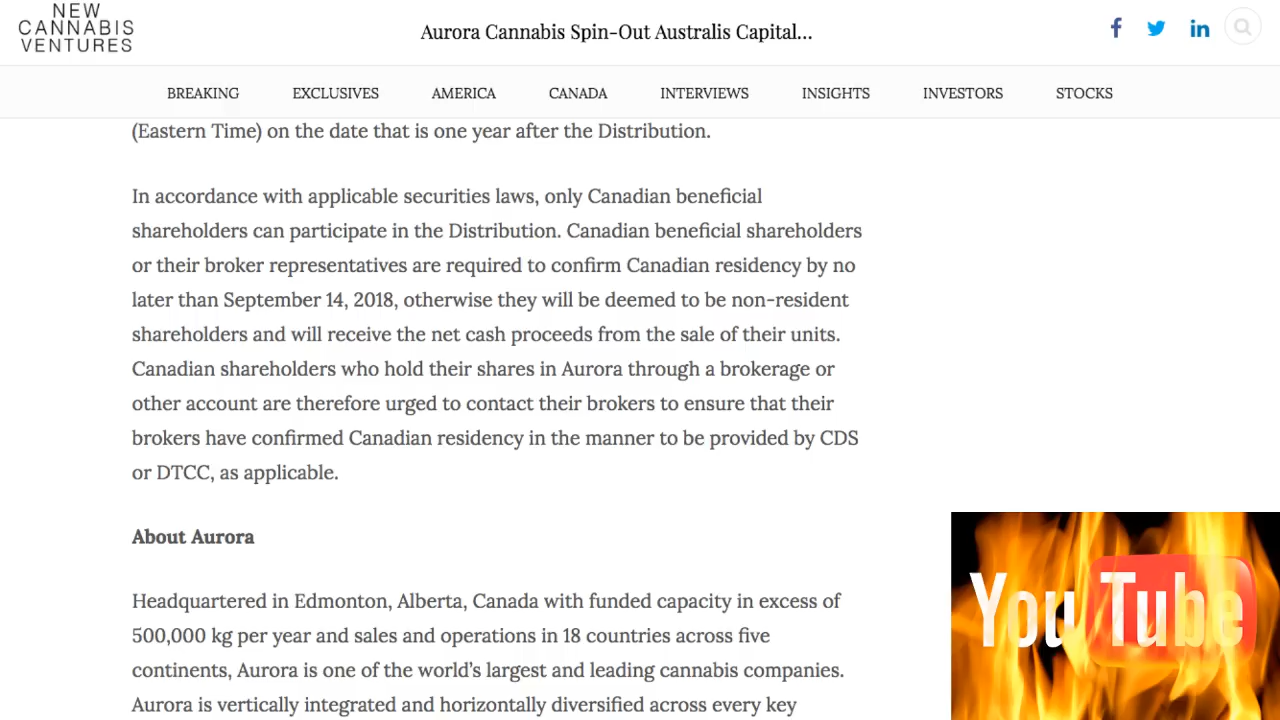 NEW
CANNABIS
VENTURES
Aurora Cannabis Spin-Out Australis Capital...
BREAKING EXCLUSIVES AMERICA CANADA INTERVIEWS INSIGHTS INVESTORS STOCKS
(Eastern Time) on the date that is one year after the Distribution.
In accordance with applicable securities laws, only Canadian beneficial
shareholders can participate in the Distribution. Canadian beneficial shareholders
or their broker representatives are required to confirm Canadian residency by no
later than September 14, 2018, otherwise they will be deemed to be non-resident
shareholders and will receive the net cash proceeds from the sale of their units.
Canadian shareholders who hold their shares in Aurora through a brokerage or
other account are therefore urged to contact their brokers to ensure that their
brokers have confirmed Canadian residency in the manner to be provided by CDS
or DTCC, as applicable.
About Aurora
Headquartered in Edmonton, Alberta, Canada with funded capacity in excess of
500,000 kg per year and sales and operations in 18 countries across five
continents, Aurora is one of the world's largest and leading cannabis companies.
Aurora is vertically integrated and horizontally diversified across every key
You Tube